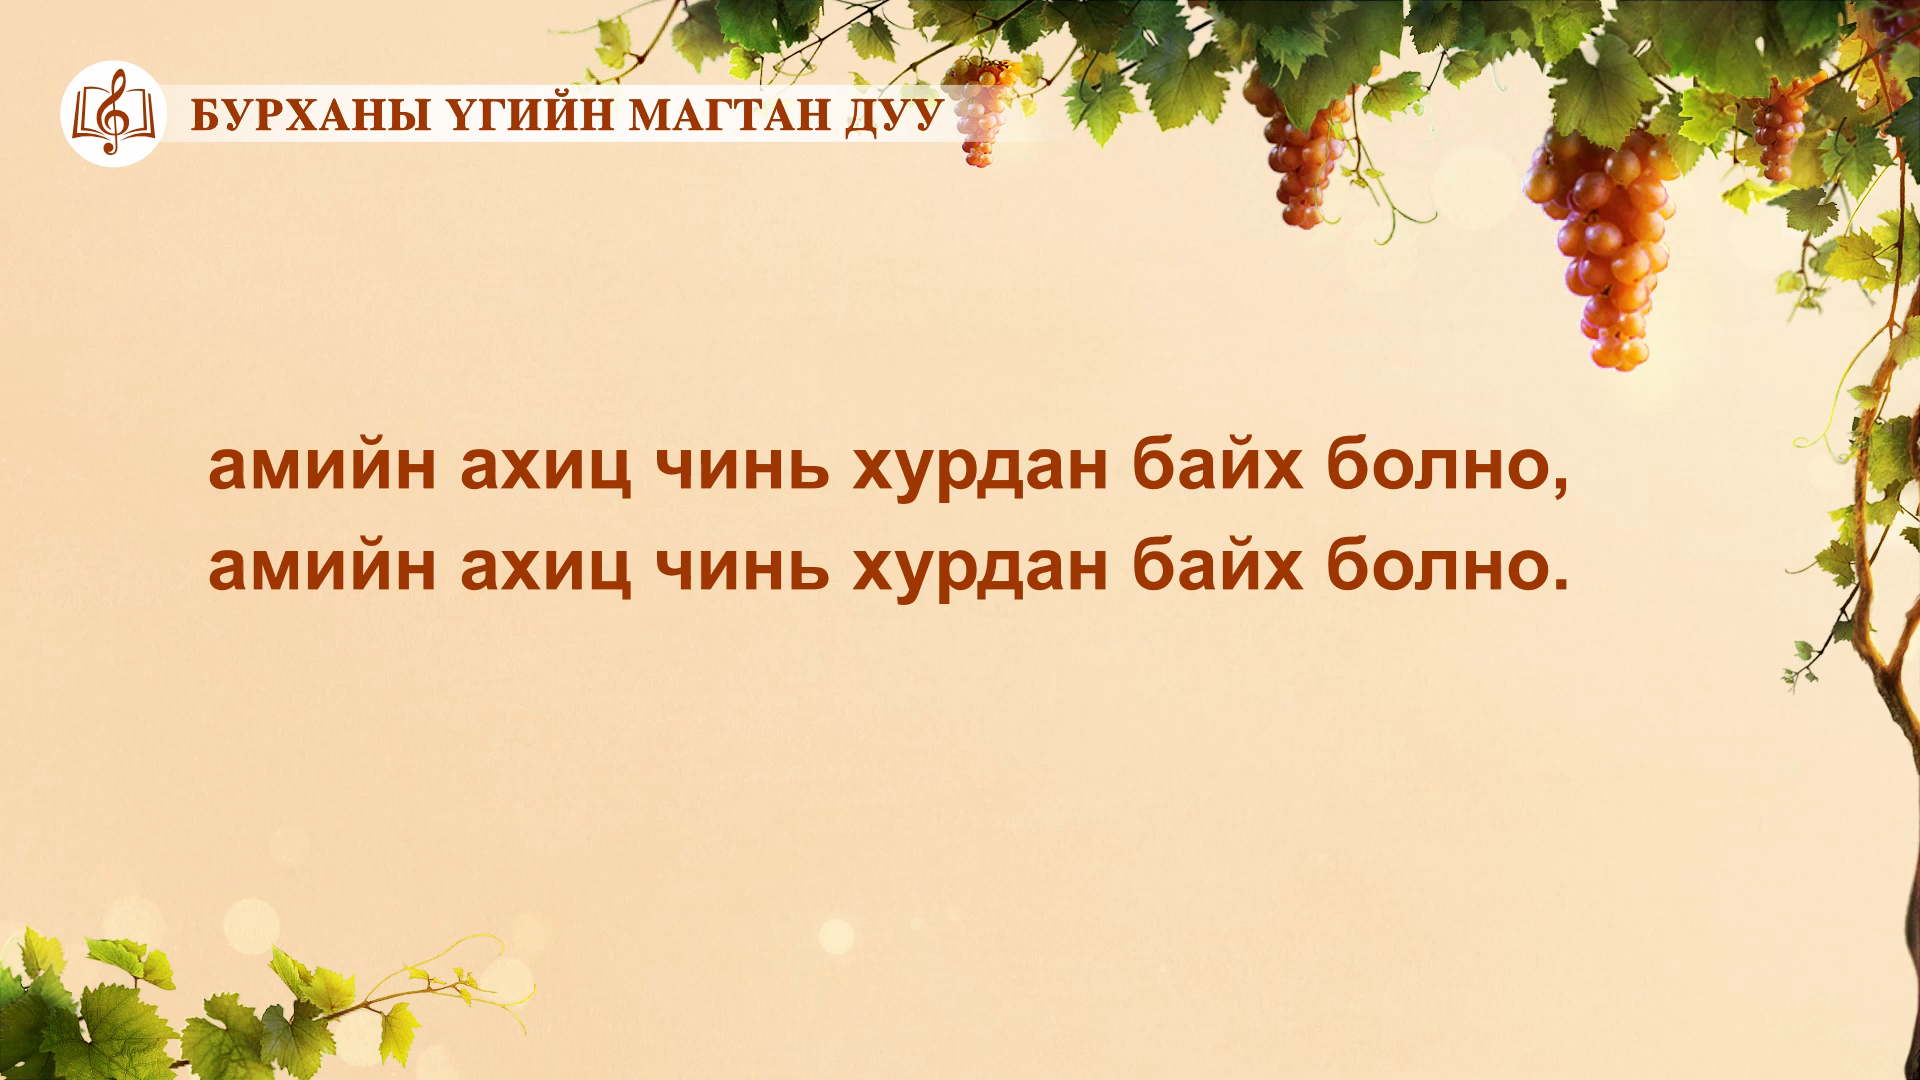 БУРХАНЫ ҮГИЙН МАГТАН ДУУ
амийн ахиц чинь хурдан байх болно,
амийн ахиц чинь хурдан байх болно.